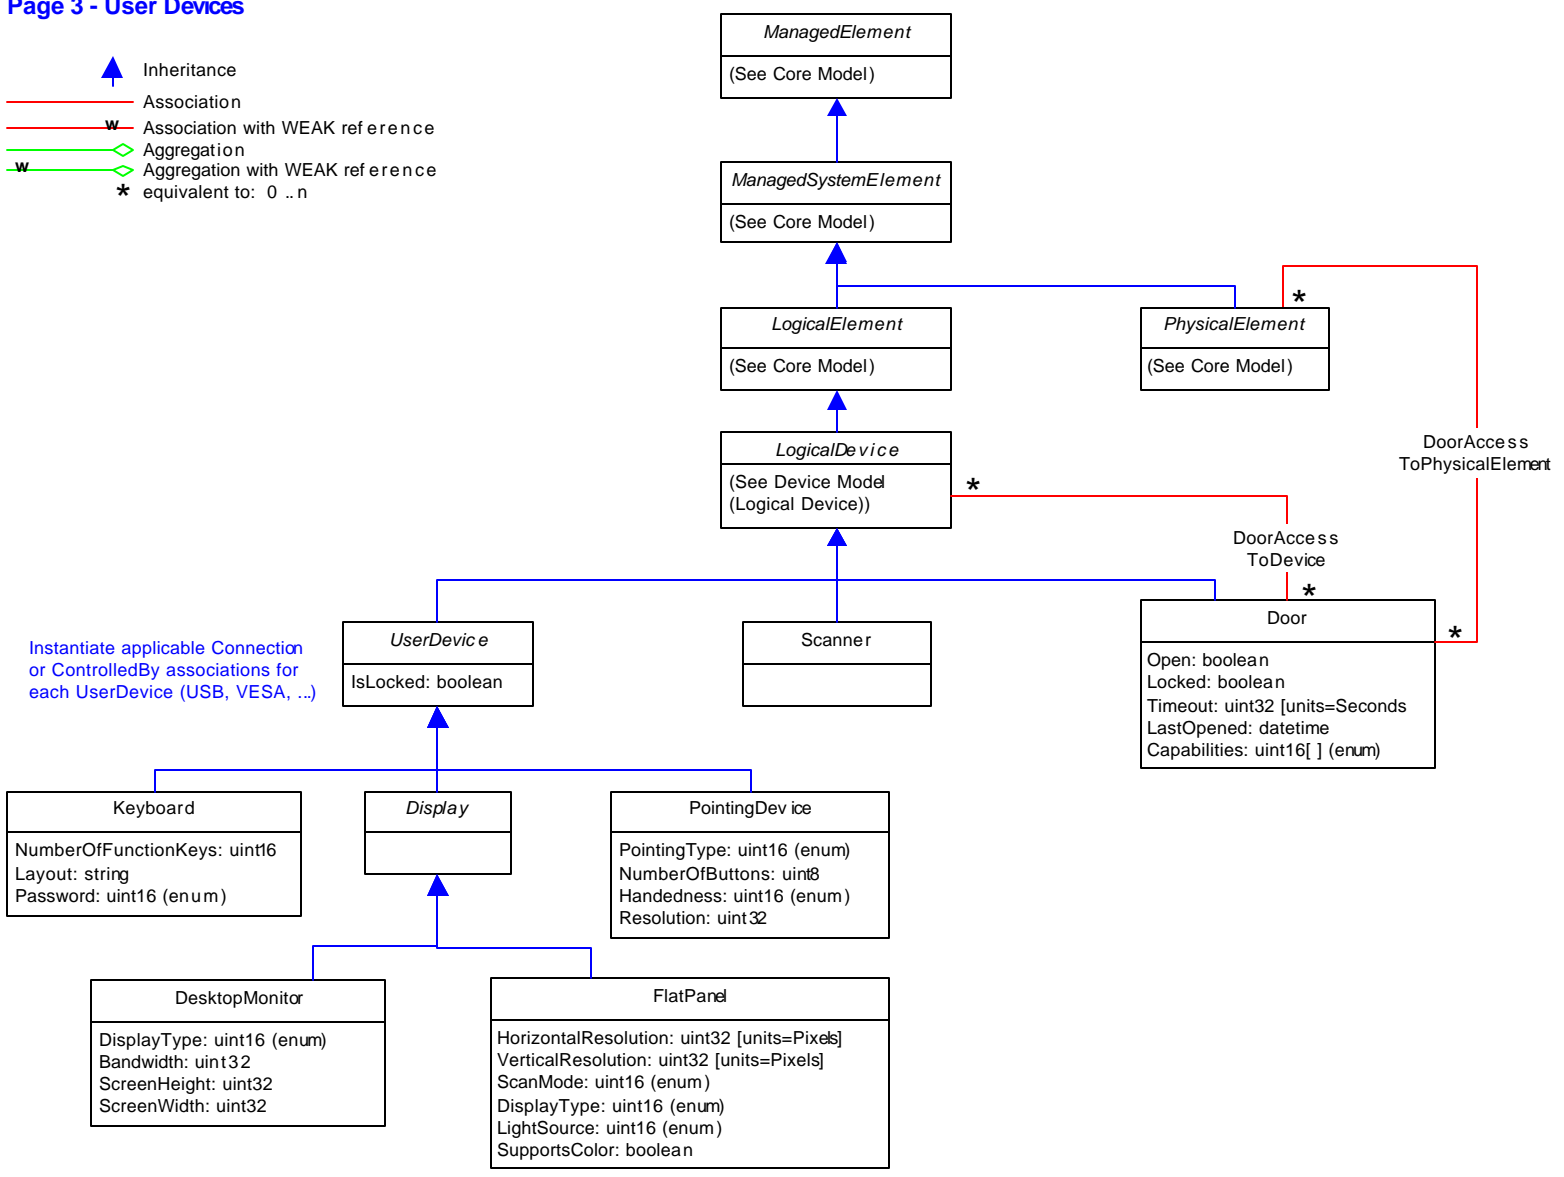 Page 3 - User Devices
Inheritance
Association
w Association with WEAK reference
Aggregation
w Aggregation with WEAK reference
* equivalent to: 0 .. n
ManagedElement
(See Core Model)
ManagedSystemElement
(See Core Model)
LogicalElement
(See Core Model)
*
PhysicalElement
(See Core Model)
LogicalDevice
(See Device Model
(Logical Device))
*
DoorAccess
ToPhysicalElement
DoorAccess
ToDevice
*
Instantiate applicable Connection
or ControlledBy associations for
each UserDevice (USB, VESA, ...)
UserDevice
IsLocked: boolean
Scanner
Door
*
Open: boolean
Locked: boolean
Timeout: uint32 [units=Seconds
LastOpened: datetime
Capabilities: uint16[ ] (enum)
Keyboard
NumberOfFunctionKeys: uint16
Layout: string
Password: uint16 (enum)
Display
PointingDevice
PointingType: uint16 (enum)
NumberOfButtons: uint8
Handedness: uint16 (enum)
Resolution: uint32
DesktopMonitor
DisplayType: uint16 (enum)
Bandwidth: uint32
ScreenHeight: uint32
ScreenWidth: uint32
FlatPanel
HorizontalResolution: uint32 [units=Pixels]
VerticalResolution: uint32 [units=Pixels]
ScanMode: uint16 (enum)
DisplayType: uint16 (enum)
LightSource: uint16 (enum)
SupportsColor: boolean